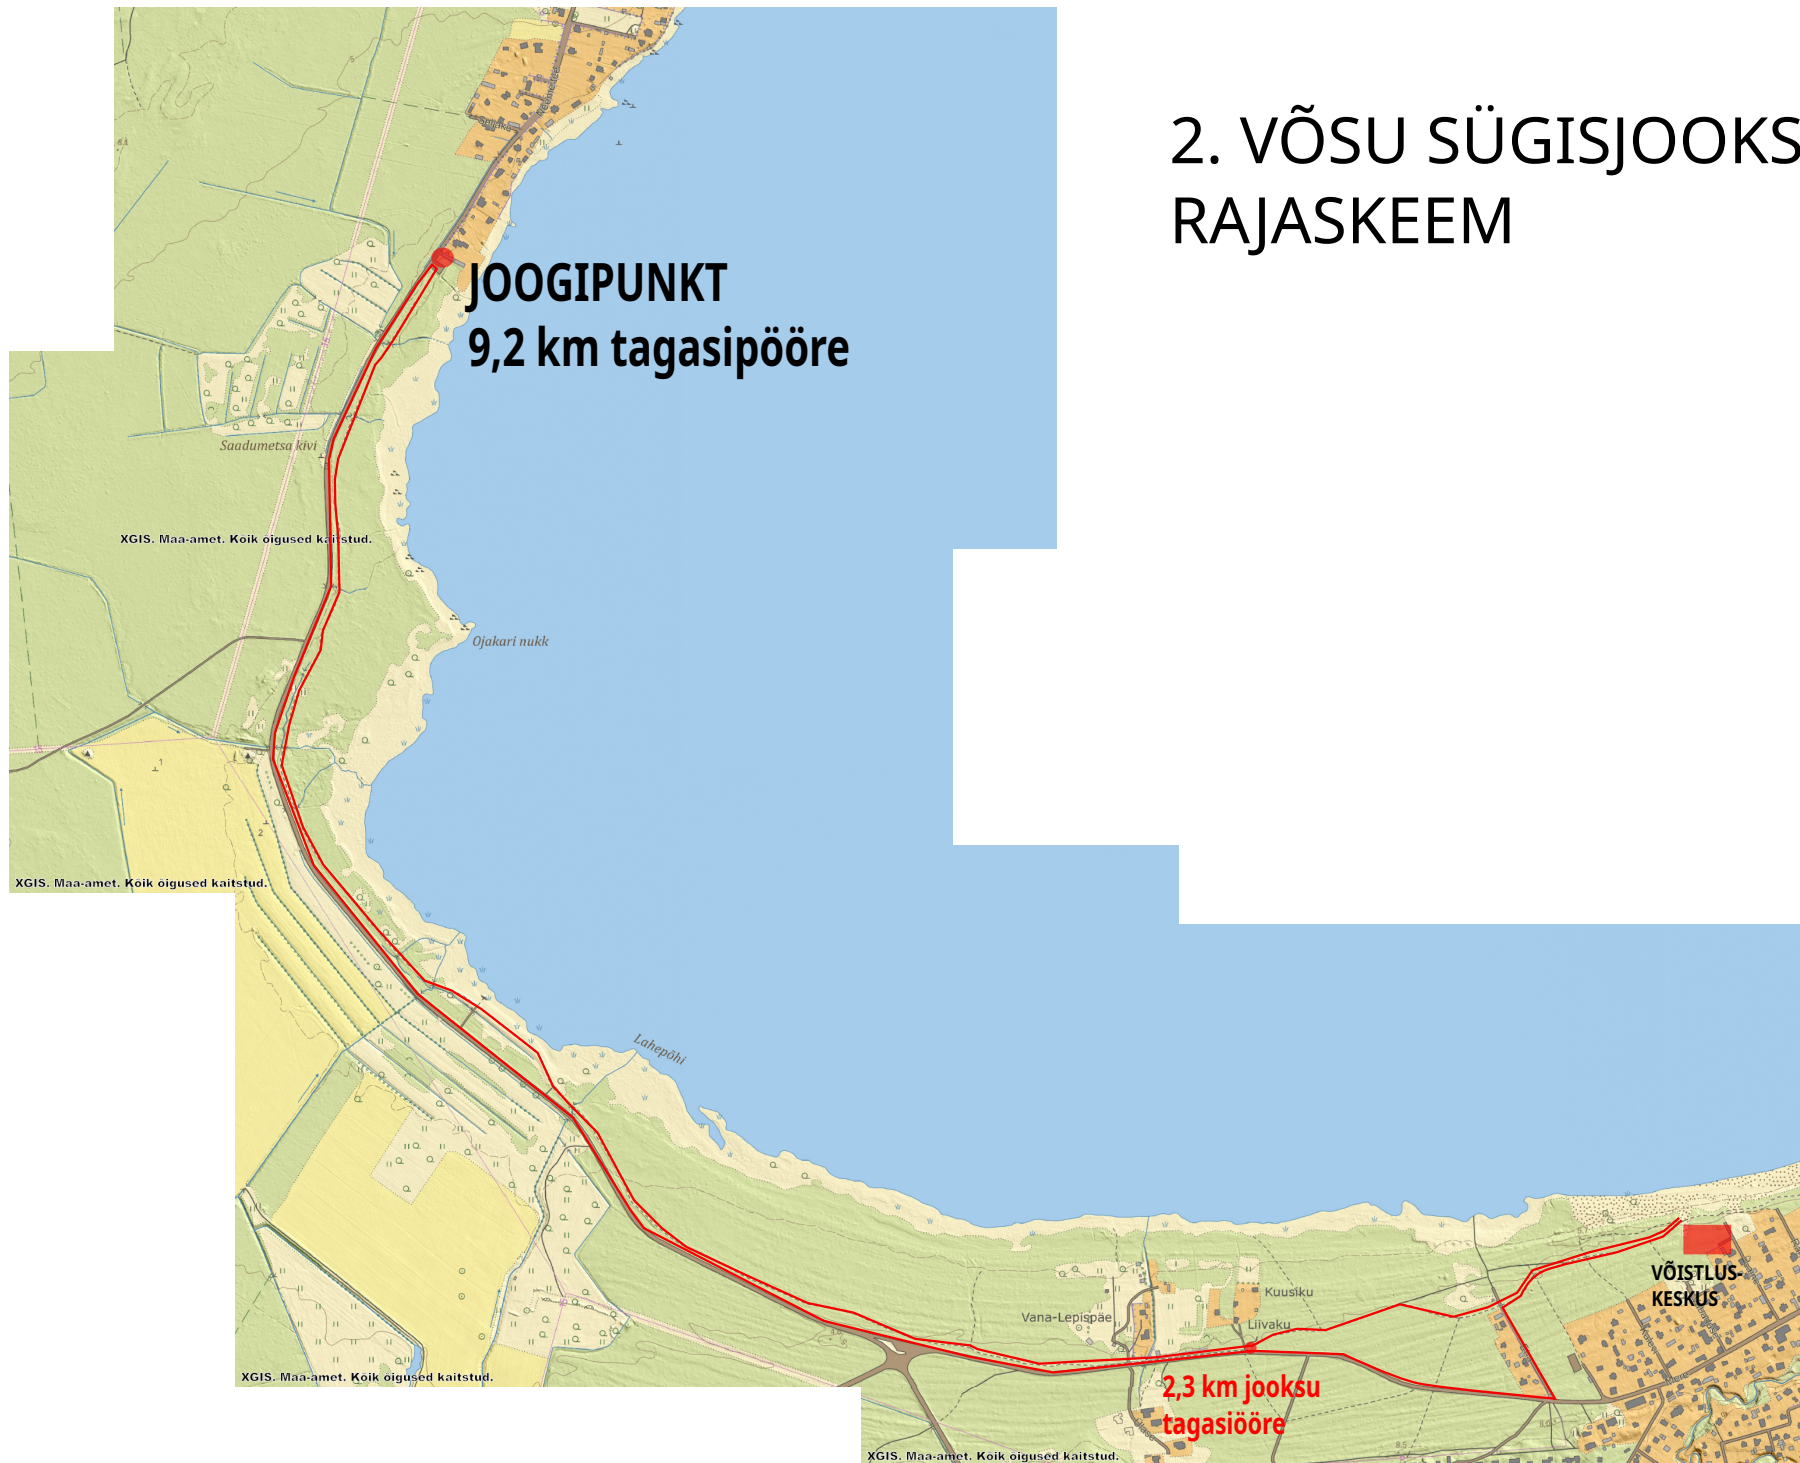 2. VÕSU SÜGISJOOKS
RAJASKEEM
JOOGIPUNKT
9,2 km tagasipööre
Saadumetsa kivi
XGIS. Maa-amet. Kõik õigused kaitstud.
Ojakari nukk
XGIS. Maa-amet. Kõik õigused kaitstud.
Lahepõhi
VÕISTLUS-
KESKUS
Kuusiku
Vana-Lepispäe
Liivaku
XGIS. Maa-amet. Kõik õigused kaitstud.
2,3 km jooksu
tagasiööre
XGIS. Maa-amet. Kõik õigused kaitstud.